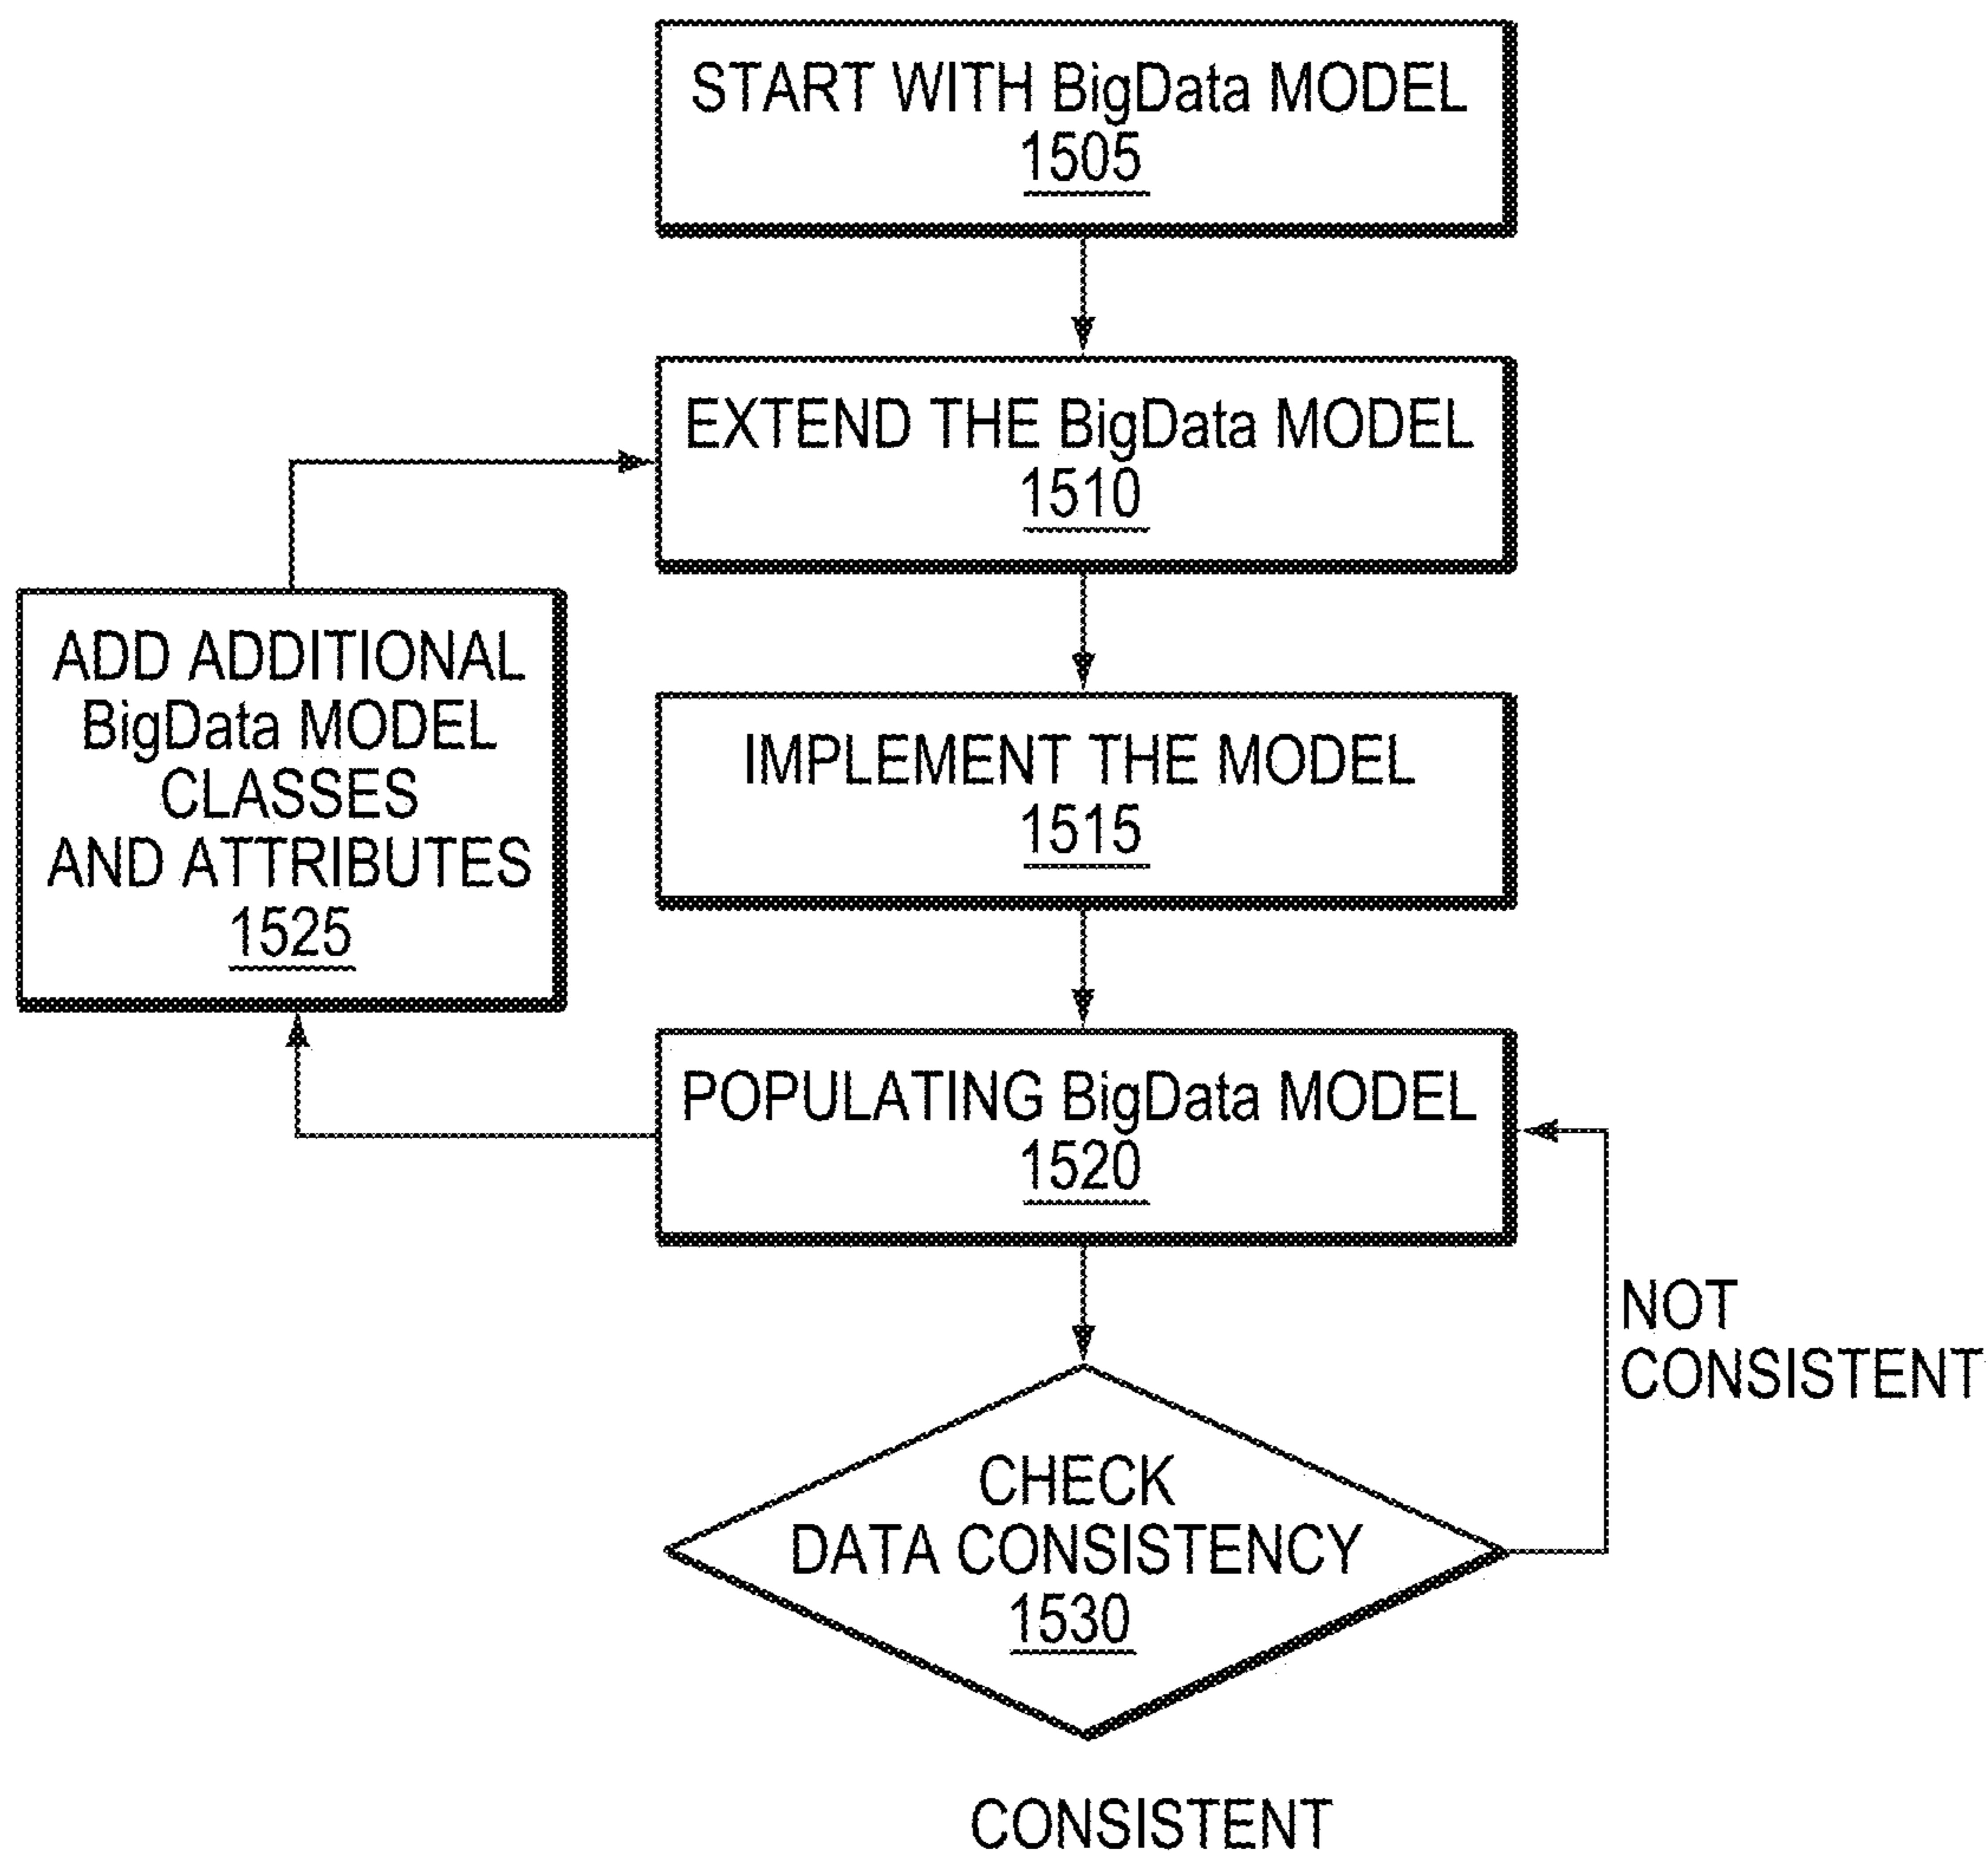 START WITH BigData MODEL
1505
EXTEND THE BigData MODEL
1510
ADD ADDITIONAL
BigData MODEL
CLASSES
AND ATTRIBUTES
1525
IMPLEMENT THE MODEL
1515
POPULATING BigData MODEL
1520
NOT
CONSISTENT
CHECK
DATA CONSISTENCY
1530
CONSISTENT